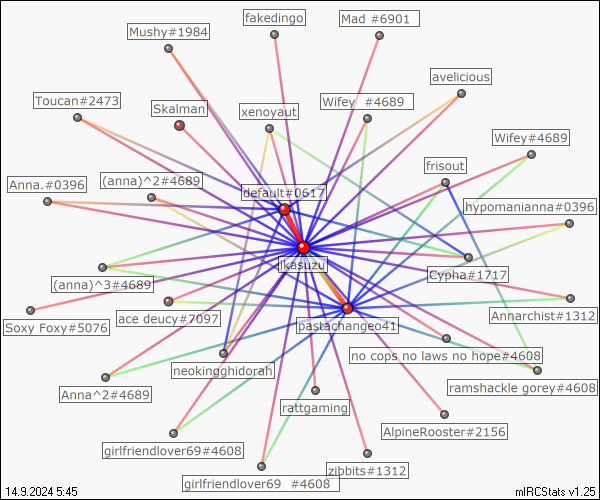 fakedingo
Mad #6901
Mushy#1984
avelicious
Toucan#2473
Skalman
xenoyaut
Wifey  #4689
Wifey#4689
frisout
Anna.#0396
(anna)^2#4689
default#0617
hypomanianna#0396
jkasuzu
Cypha#1717
(anna)^3#4689
Annarchist#1312
Soxy Foxy#5076
ace deucy#7097
pastachangeo41
no cops no laws no hope#4608
neokingghidorah
ramshackle gorey#4608
Anna^2#4689
rattgaming
AlpineRooster#2156
girlfriendlover69#4608
zibbits#1312
girlfriendlover69  #4608
14.9.2024 5:45
mIRCStats v1.25